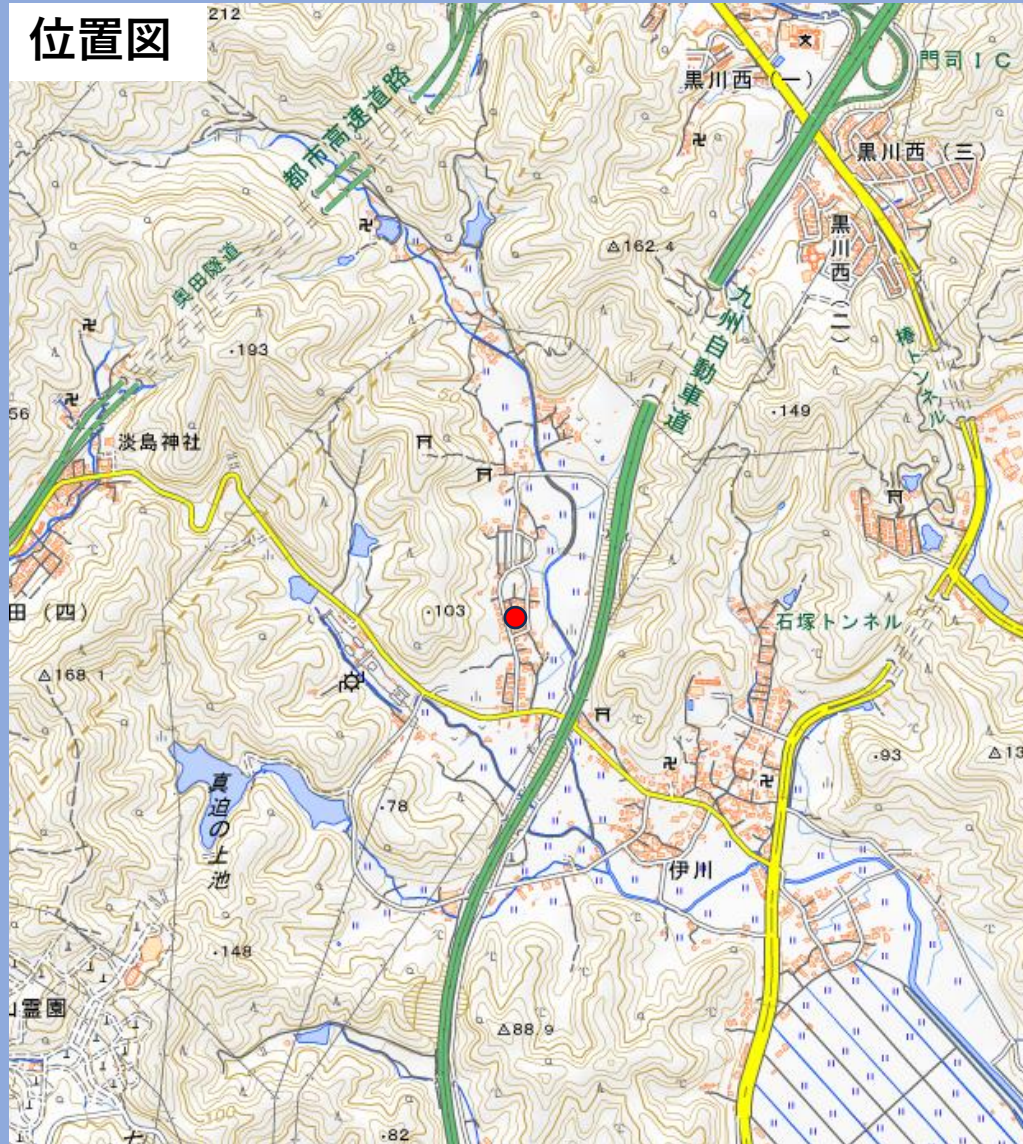 位置図
212
都市高速道路
門司IC
黒川西(一)
黒川西(三)
黒川西(二)
162.4
奥田隧道
九州自動車道
193
椿トンネル
149
56
淡島神社
田(四)
103
石塚トンネル
168.1
93
13
真迫の上池
78
伊川
148
山霊園
88.9
100
82
七